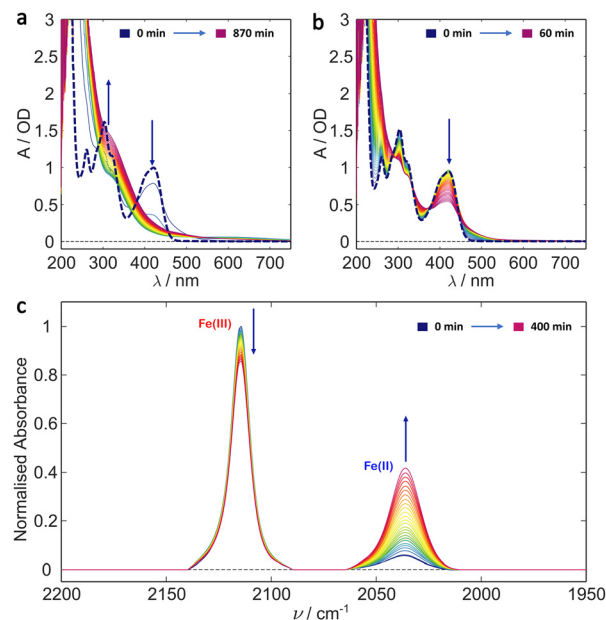 a
b
0 min
870 min
0 min
60 min
3
2.5
2
1.5
1
0.5
0
A / OD
200 300 400 500 600 700
λ / nm
3
2.5
2
1.5
1
0.5
0
A / OD
200 300 400 500 600 700
λ / nm
c
Fe(III)
0 min
400 min
Fe(II)
1
0.8
0.6
0.4
0.2
0
Normalised Absorbance
2200 2150 2100 2050 2000 1950
ν / cm⁻¹